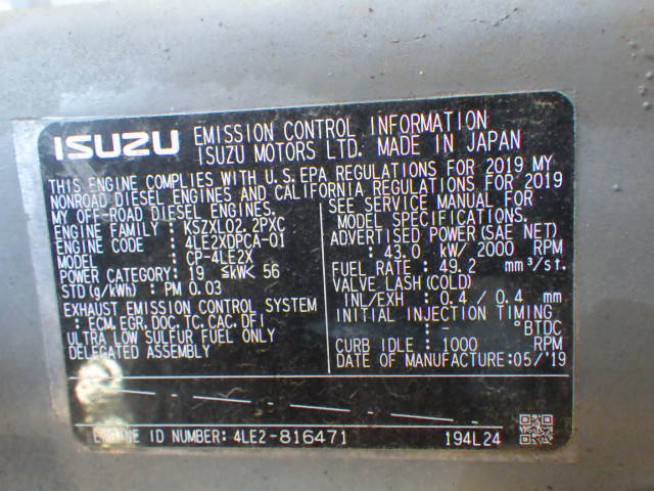 ISUZU EMISSION CONTROL INFORMATION
ISUZU MOTORS LTD. MADE IN JAPAN
THIS ENGINE COMPLIES WITH U.S. EPA REGULATIONS FOR 2019 MY
NONROAD DIESEL ENGINES AND CALIFORNIA REGULATIONS FOR 2019
MY OFF-ROAD DIESEL ENGINES.
ENGINE FAMILY : KSZXL02.2PXC
ENGINE CODE : 4LE2XDPCA-01
MODEL : CP-4LE2X
POWER CATEGORY : 19 ≤kW< 56
STD (g/kWh) : PM 0.03
EXHAUST EMISSION CONTROL SYSTEM
: ECM, EGR, DOC, TC, CAC, DFI
ULTRA LOW SULFUR FUEL ONLY
DELEGATED ASSEMBLY
SEE SERVICE MANUAL FOR
MODEL SPECIFICATIONS.
ADVERTISED POWER (SAE NET)
: 43.0 kW/ 2000 RPM
FUEL RATE : 49.2 mm³/st.
VALVE LASH (COLD)
INL/EXH : 0.4 / 0.4 mm
INITIAL INJECTION TIMING
: - °BTDC
CURB IDLE : 1000 RPM
DATE OF MANUFACTURE:05/'19
ENGINE ID NUMBER: 4LE2-816471 194L24